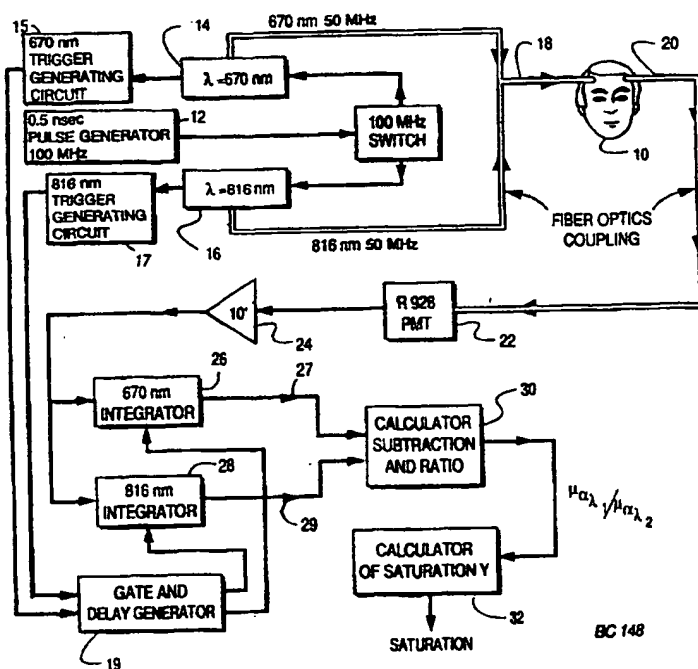 15
670 nm
TRIGGER
GENERATING
CIRCUIT
14
λ =670 nm
670 nm 50 MHz
18
20
10
0.5 nsec
PULSE GENERATOR
100 MHz
12
100 MHz
SWITCH
816 nm
TRIGGER
GENERATING
CIRCUIT
17
λ =816 nm
16
816 nm 50 MHz
FIBER OPTICS
COUPLING
24
R 928
PMT
22
26
670 nm
INTEGRATOR
27
28
816 nm
INTEGRATOR
29
30
CALCULATOR
SUBTRACTION
AND RATIO
μαλ1/μαλ2
CALCULATOR
OF SATURATION Y
32
SATURATION
GATE AND
DELAY GENERATOR
19
BC 148